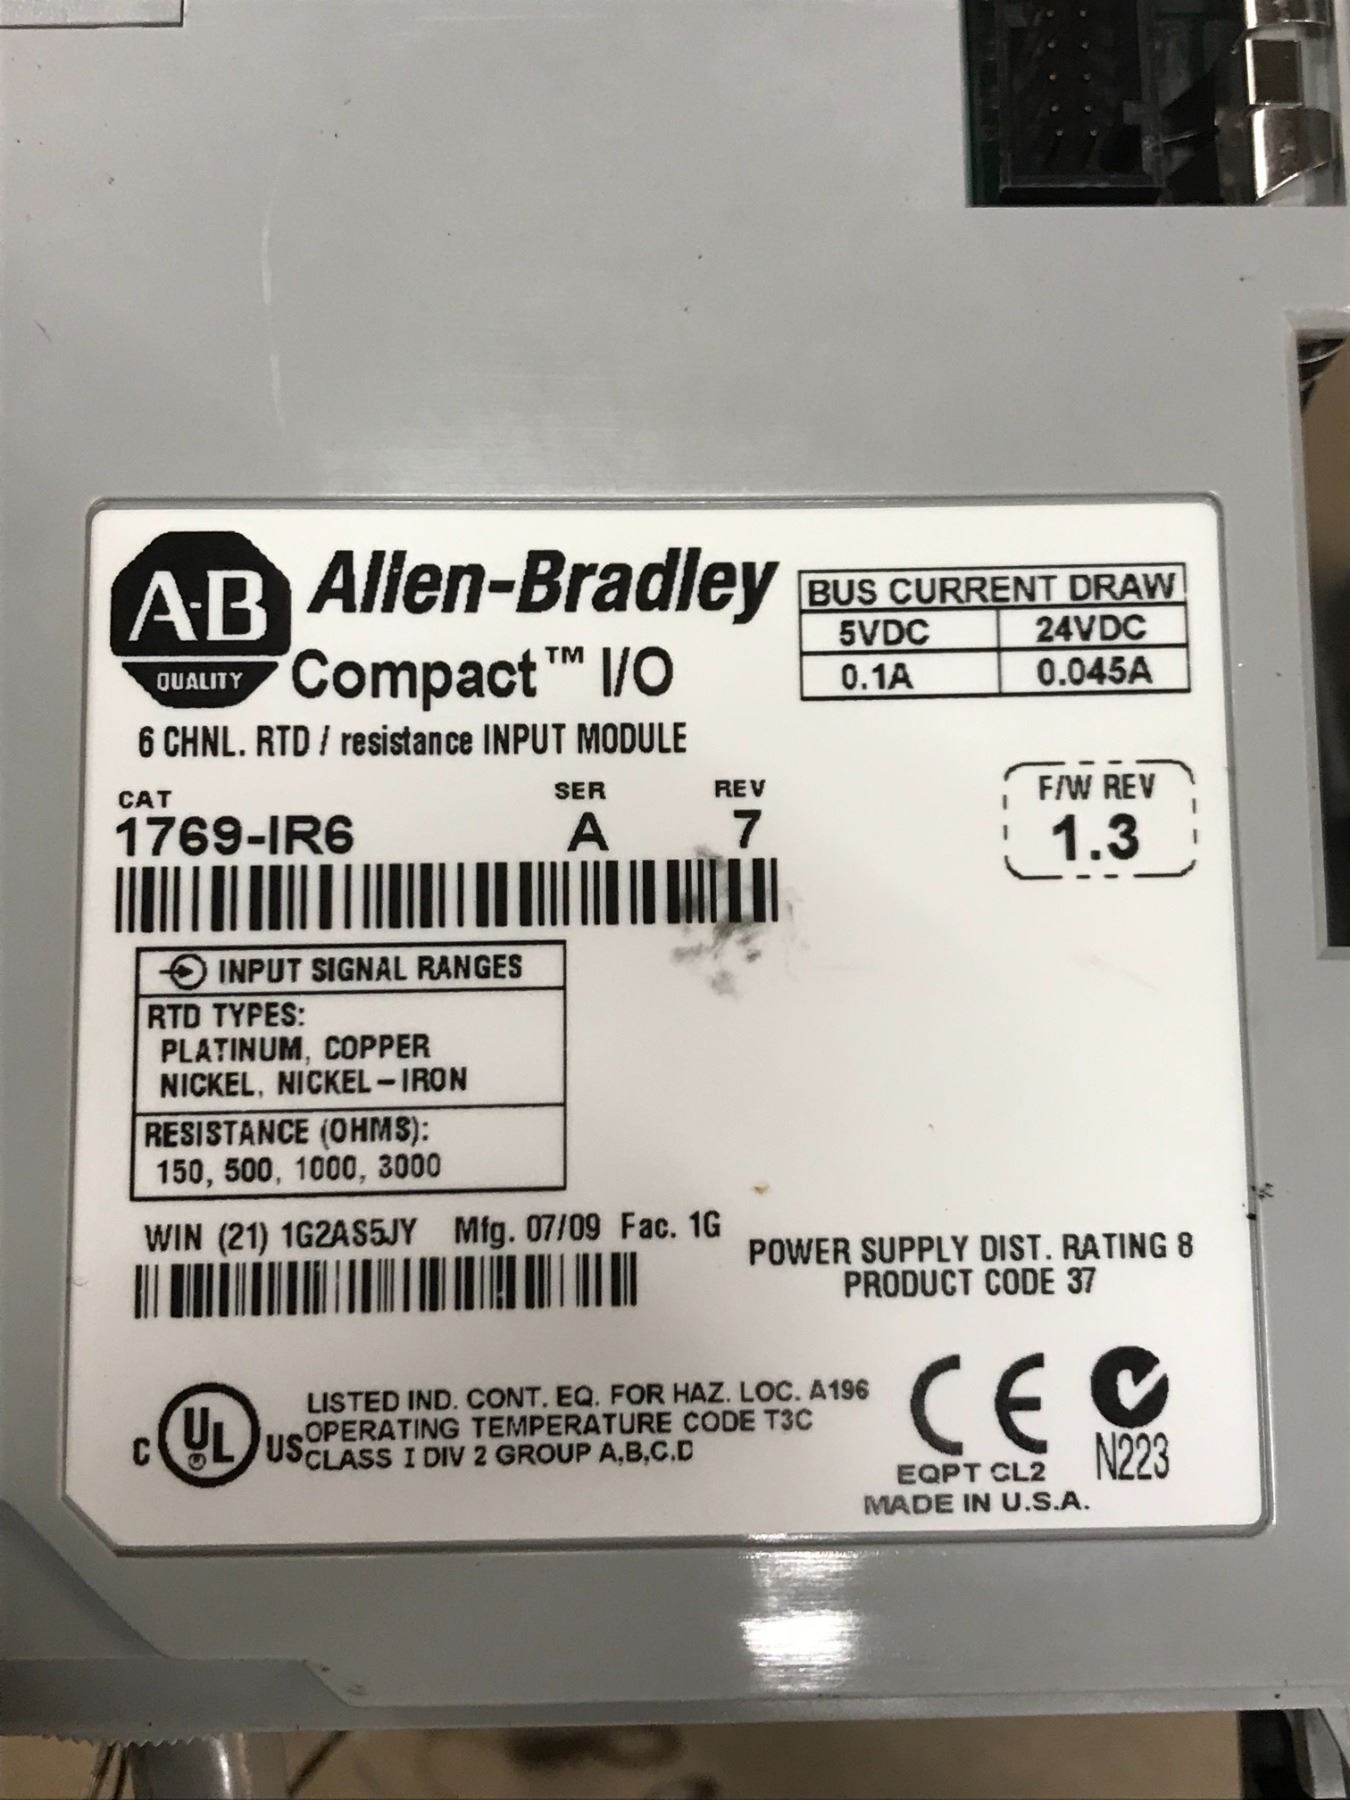 A-B
QUALITY
Allen-Bradley
Compact™ I/O
6 CHNL. RTD / resistance INPUT MODULE
BUS CURRENT DRAW
5VDC 24VDC
0.1A 0.045A
CAT SER REV
1769-IR6 A 7
F/W REV
1.3
INPUT SIGNAL RANGES
RTD TYPES:
PLATINUM, COPPER
NICKEL, NICKEL-IRON
RESISTANCE (OHMS):
150, 500, 1000, 3000
WIN (21) 1G2AS5JY Mfg. 07/09 Fac. 1G
POWER SUPPLY DIST. RATING 8
PRODUCT CODE 37
C UL US
LISTED IND. CONT. EQ. FOR HAZ. LOC. A196
OPERATING TEMPERATURE CODE T3C
CLASS I DIV 2 GROUP A,B,C,D
CE
EQPT CL2
N223
MADE IN U.S.A.